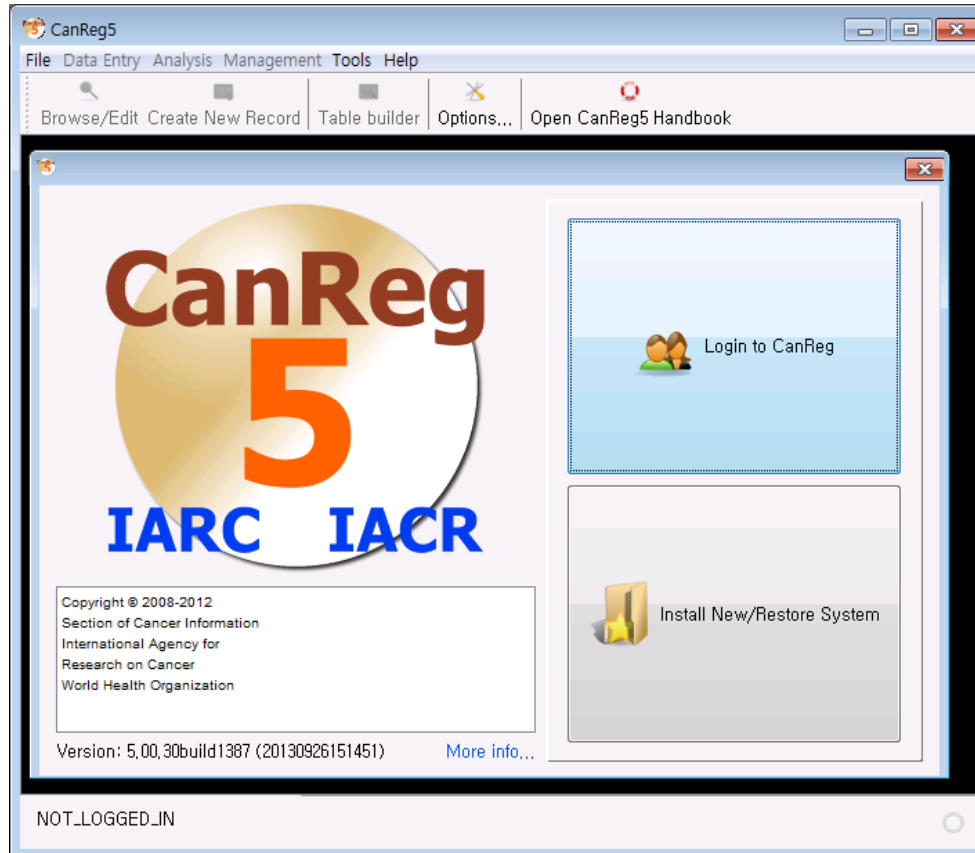 CanReg5
File Data Entry Analysis Management Tools Help
Browse/Edit Create New Record Table builder Options,,, Open CanReg5 Handbook
5
CanReg
5
IARC IACR
Login to CanReg
Install New/Restore System
Copyright © 2008-2012
Section of Cancer Information
International Agency for
Research on Cancer
World Health Organization
Version: 5,00,30build1387 (20130926151451) More info,,,
NOT_LOGGED_IN